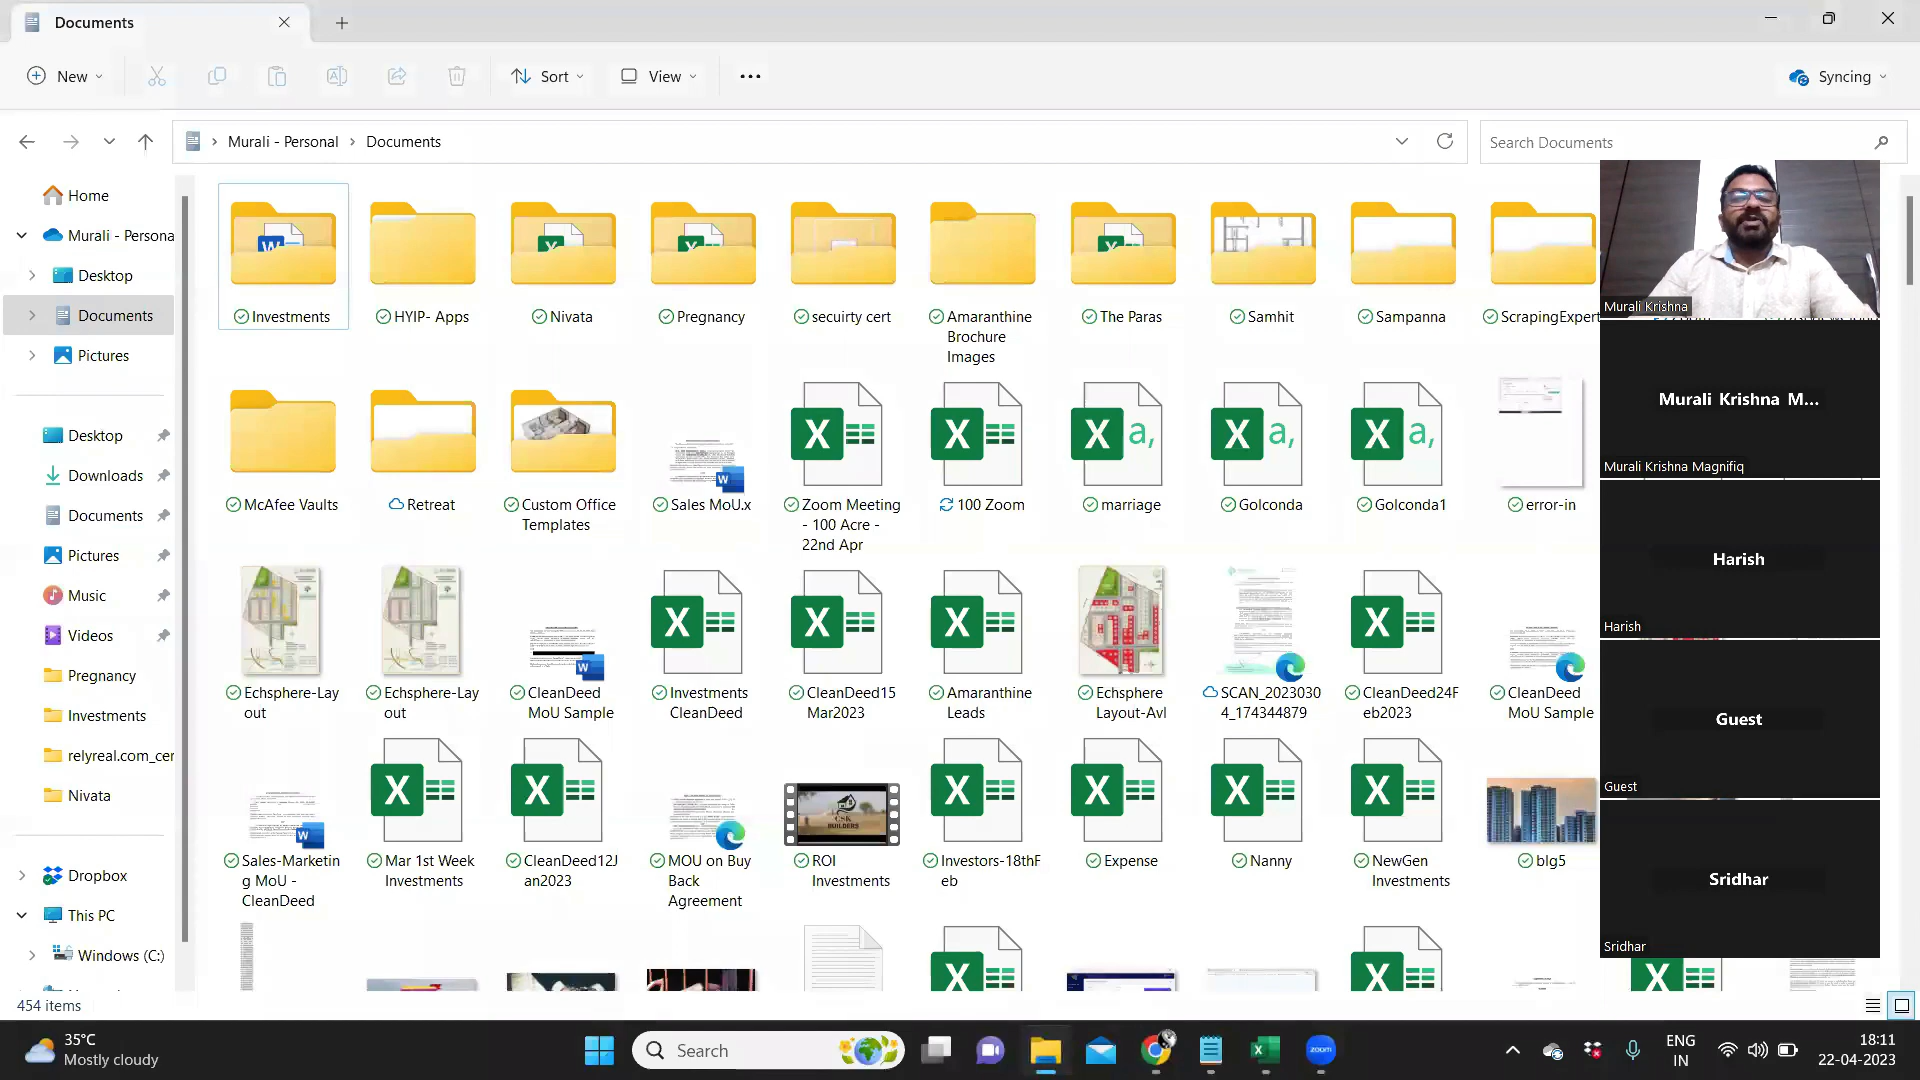 Documents
New
Sort
View
Syncing
Murali - Personal
Documents
Search Documents
Home
Murali - Persona
Desktop
Documents
Pictures
Desktop
Downloads
Documents
Pictures
Music
Videos
Pregnancy
Investments
relyreal.com_cer
Nivata
Dropbox
This PC
Windows (C:)
Investments
HYIP- Apps
Nivata
Pregnancy
secuirty cert
Amaranthine
Brochure
Images
The Paras
Samhit
Sampanna
ScrapingExpert
McAfee Vaults
Retreat
Custom Office
Templates
Sales MoU.x
Zoom Meeting
- 100 Acre -
22nd Apr
100 Zoom
marriage
Golconda
Golconda1
error-in
Echsphere-Lay
out
Echsphere-Lay
out
CleanDeed
MoU Sample
Investments
CleanDeed
CleanDeed15
Mar2023
Amaranthine
Leads
Echsphere
Layout-Avl
SCAN_2023030
4_174344879
CleanDeed24F
eb2023
CleanDeed
MoU Sample
CSK
BUILDERS
Sales-Marketin
g MoU -
CleanDeed
Mar 1st Week
Investments
CleanDeed12J
an2023
MOU on Buy
Back
Agreement
ROI
Investments
Investors-18thF
eb
Expense
Nanny
NewGen
Investments
blg5
Murali Krishna
Murali Krishna M...
Murali Krishna Magnifiq
Harish
Harish
Guest
Guest
Sridhar
Sridhar
454 items
35°C
Mostly cloudy
Search
zoom
ENG
IN
18:11
22-04-2023